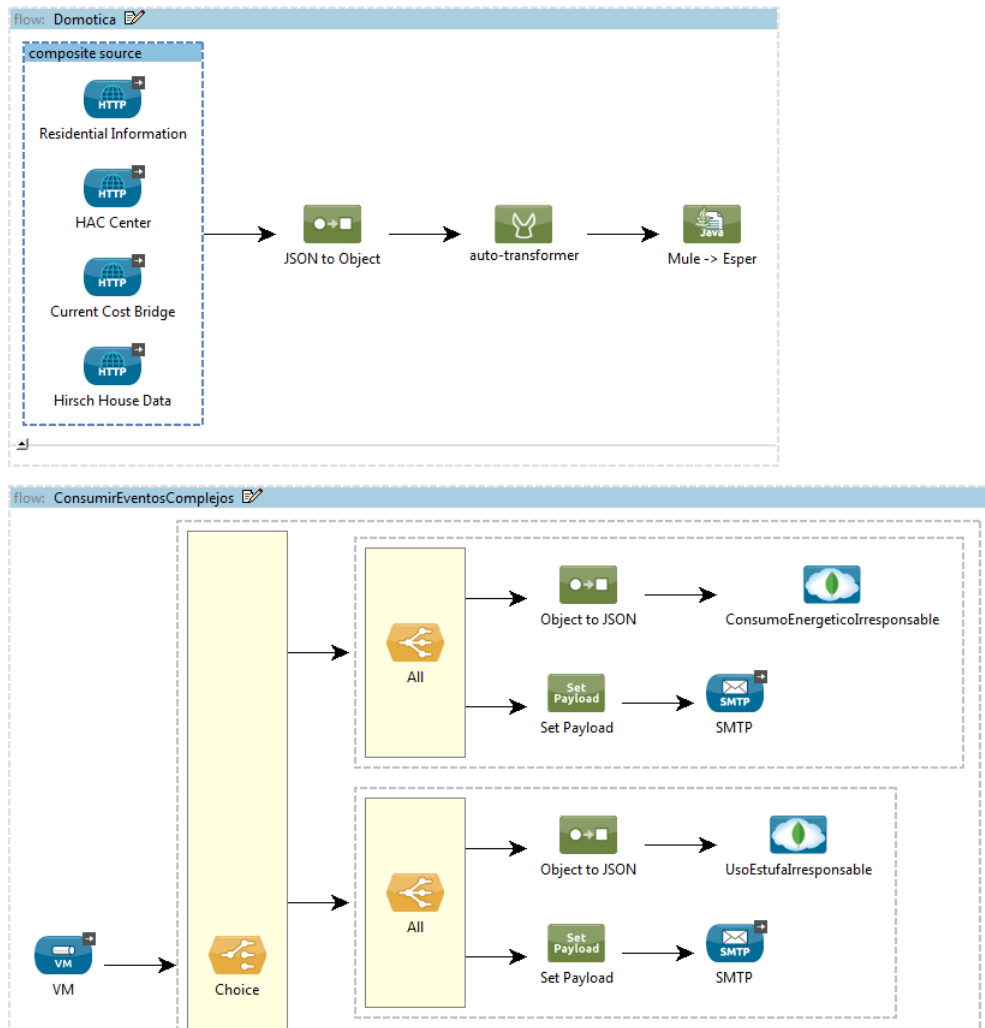 flow: Domotica
composite source
HTTP
Residential Information
HTTP
HAC Center
HTTP
Current Cost Bridge
HTTP
Hirsch House Data
JSON to Object
auto-transformer
Java
Mule -> Esper
flow: ConsumirEventosComplejos
VM
VM
Choice
All
Object to JSON
ConsumoEnergeticoIrresponsable
Set
Payload
Set Payload
SMTP
SMTP
All
Object to JSON
UsoEstufaIrresponsable
Set
Payload
Set Payload
SMTP
SMTP